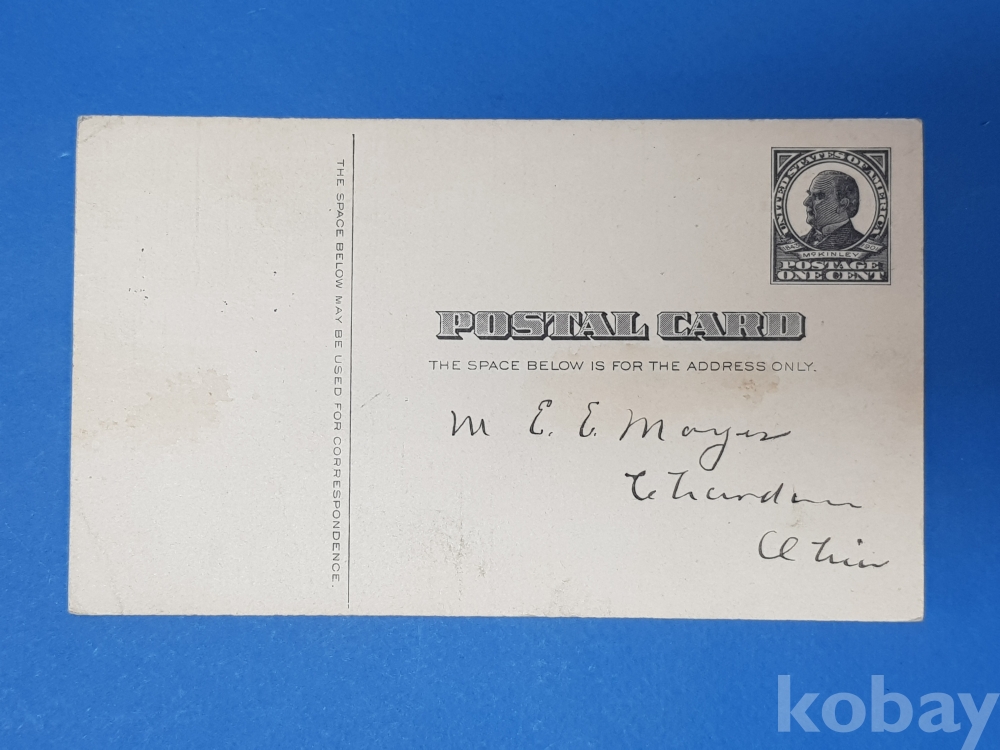 THE SPACE BELOW MAY BE USED FOR CORRESPONDENCE.
UNITED STATES OF AMERICA
McKINLEY
POSTAGE
ONE CENT
POSTAL CARD
THE SPACE BELOW IS FOR THE ADDRESS ONLY.
M E. E. Moyer
Chardon
Ohio
kobay